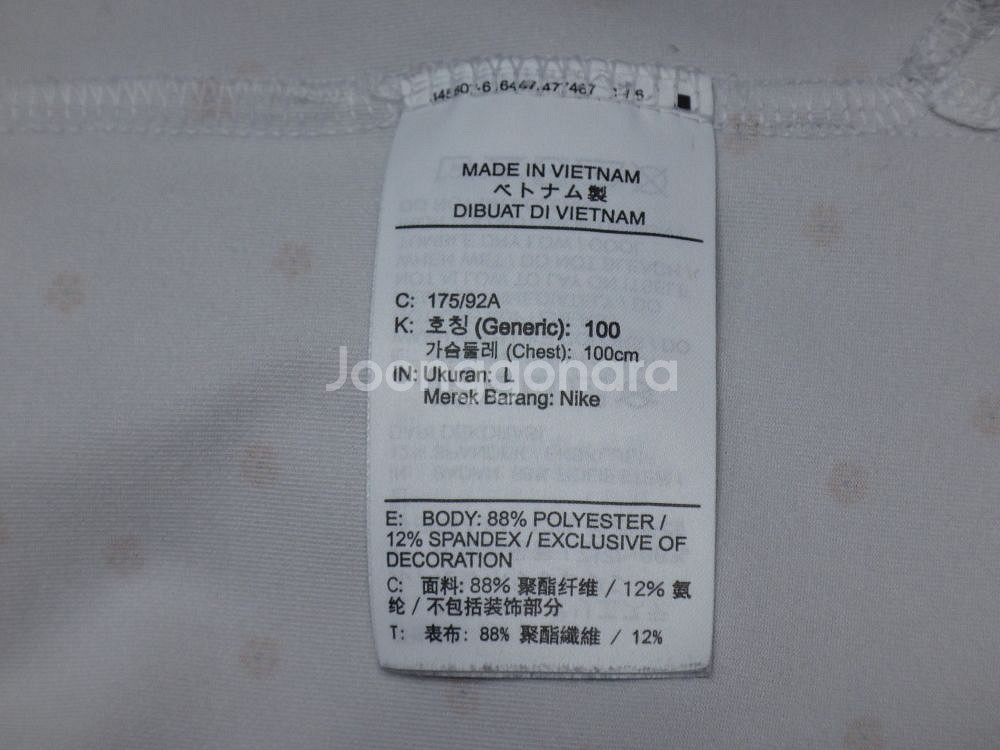 MADE IN VIETNAM
ベトナム製
DIBUAT DI VIETNAM
C: 175/92A
K: 호칭 (Generic): 100
가슴둘레 (Chest): 100cm
Joonggonara
IN: Ukuran: L
Merek Barang: Nike
E: BODY: 88% POLYESTER /
12% SPANDEX / EXCLUSIVE OF
DECORATION
C: 面料: 88% 聚酯纤维 / 12% 氨
纶 / 不包括装饰部分
T: 表布: 88% 聚酯纖維 / 12%